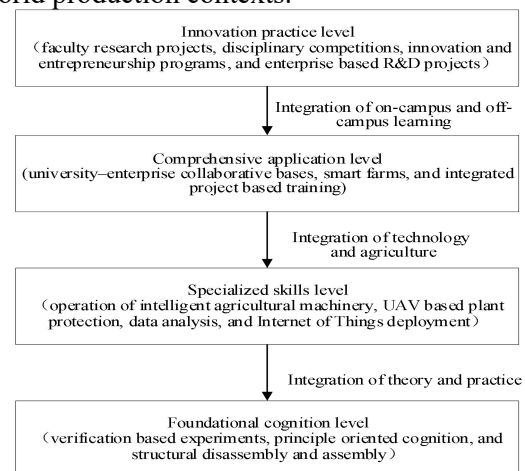 orld production contexts.
Innovation practice level
（faculty research projects, disciplinary competitions, innovation and
entrepreneurship programs, and enterprise based R&D projects）
Integration of on-campus and off-
campus learning
Comprehensive application level
(university–enterprise collaborative bases, smart farms, and integrated
project based training)
Integration of technology
and agriculture
Specialized skills level
（operation of intelligent agricultural machinery, UAV based plant
protection, data analysis, and Internet of Things deployment）
Integration of theory and practice
Foundational cognition level
（verification based experiments, principle oriented cognition, and
structural disassembly and assembly）